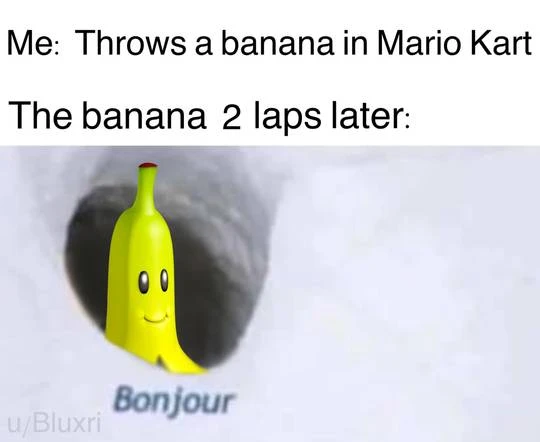 Me: Throws a banana in Mario Kart
The banana 2 laps later:
Bonjour
u/Bluxri